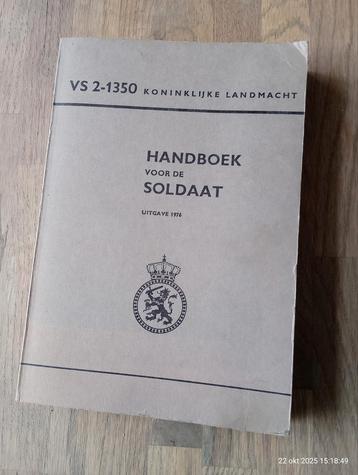 VS 2-1350 KONINKLIJKE LANDMACHT
HANDBOEK
VOOR DE
SOLDAAT
UITGAVE 1976
22 okt 2025 15:18:49